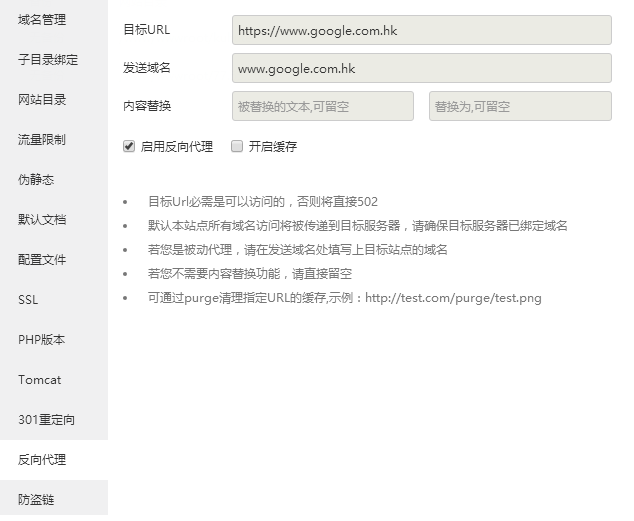 域名管理
子目录绑定
网站目录
流量限制
伪静态
默认文档
配置文件
SSL
PHP版本
Tomcat
301重定向
反向代理
防盗链
目标URL
https://www.google.com.hk
发送域名
www.google.com.hk
内容替换
被替换的文本,可留空
替换为,可留空
启用反向代理
开启缓存
目标Url必需是可以访问的，否则将直接502
默认本站点所有域名访问将被传递到目标服务器，请确保目标服务器已绑定域名
若您是被动代理，请在发送域名处填写上目标站点的域名
若您不需要内容替换功能，请直接留空
可通过purge清理指定URL的缓存,示例：http://test.com/purge/test.png